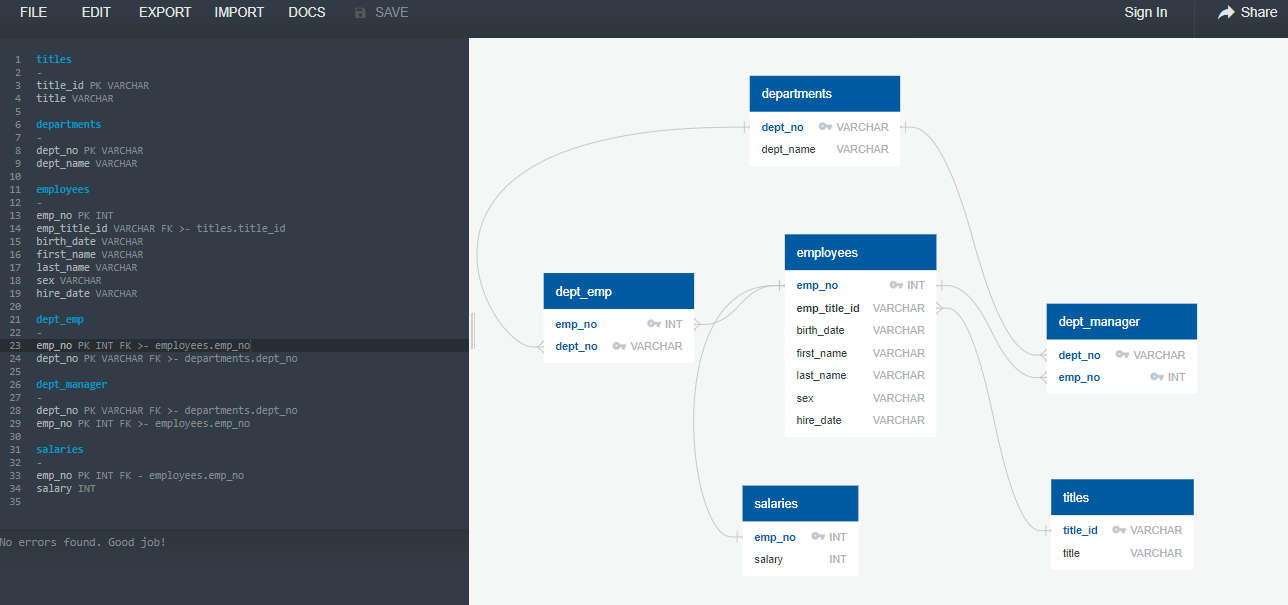 FILE EDIT EXPORT IMPORT DOCS SAVE Sign In Share
1 titles
2 -
3 title_id PK VARCHAR
4 title VARCHAR
5
6 departments
7 -
8 dept_no PK VARCHAR
9 dept_name VARCHAR
10
11 employees
12 -
13 emp_no PK INT
14 emp_title_id VARCHAR FK >- titles.title_id
15 birth_date VARCHAR
16 first_name VARCHAR
17 last_name VARCHAR
18 sex VARCHAR
19 hire_date VARCHAR
20
21 dept_emp
22 -
23 emp_no PK INT FK >- employees.emp_no
24 dept_no PK VARCHAR FK >- departments.dept_no
25
26 dept_manager
27 -
28 dept_no PK VARCHAR FK >- departments.dept_no
29 emp_no PK INT FK >- employees.emp_no
30
31 salaries
32 -
33 emp_no PK INT FK - employees.emp_no
34 salary INT
35
No errors found. Good job!
departments
dept_no VARCHAR
dept_name VARCHAR
employees
emp_no INT
emp_title_id VARCHAR
birth_date VARCHAR
first_name VARCHAR
last_name VARCHAR
sex VARCHAR
hire_date VARCHAR
dept_emp
emp_no INT
dept_no VARCHAR
dept_manager
dept_no VARCHAR
emp_no INT
salaries
emp_no INT
salary INT
titles
title_id VARCHAR
title VARCHAR